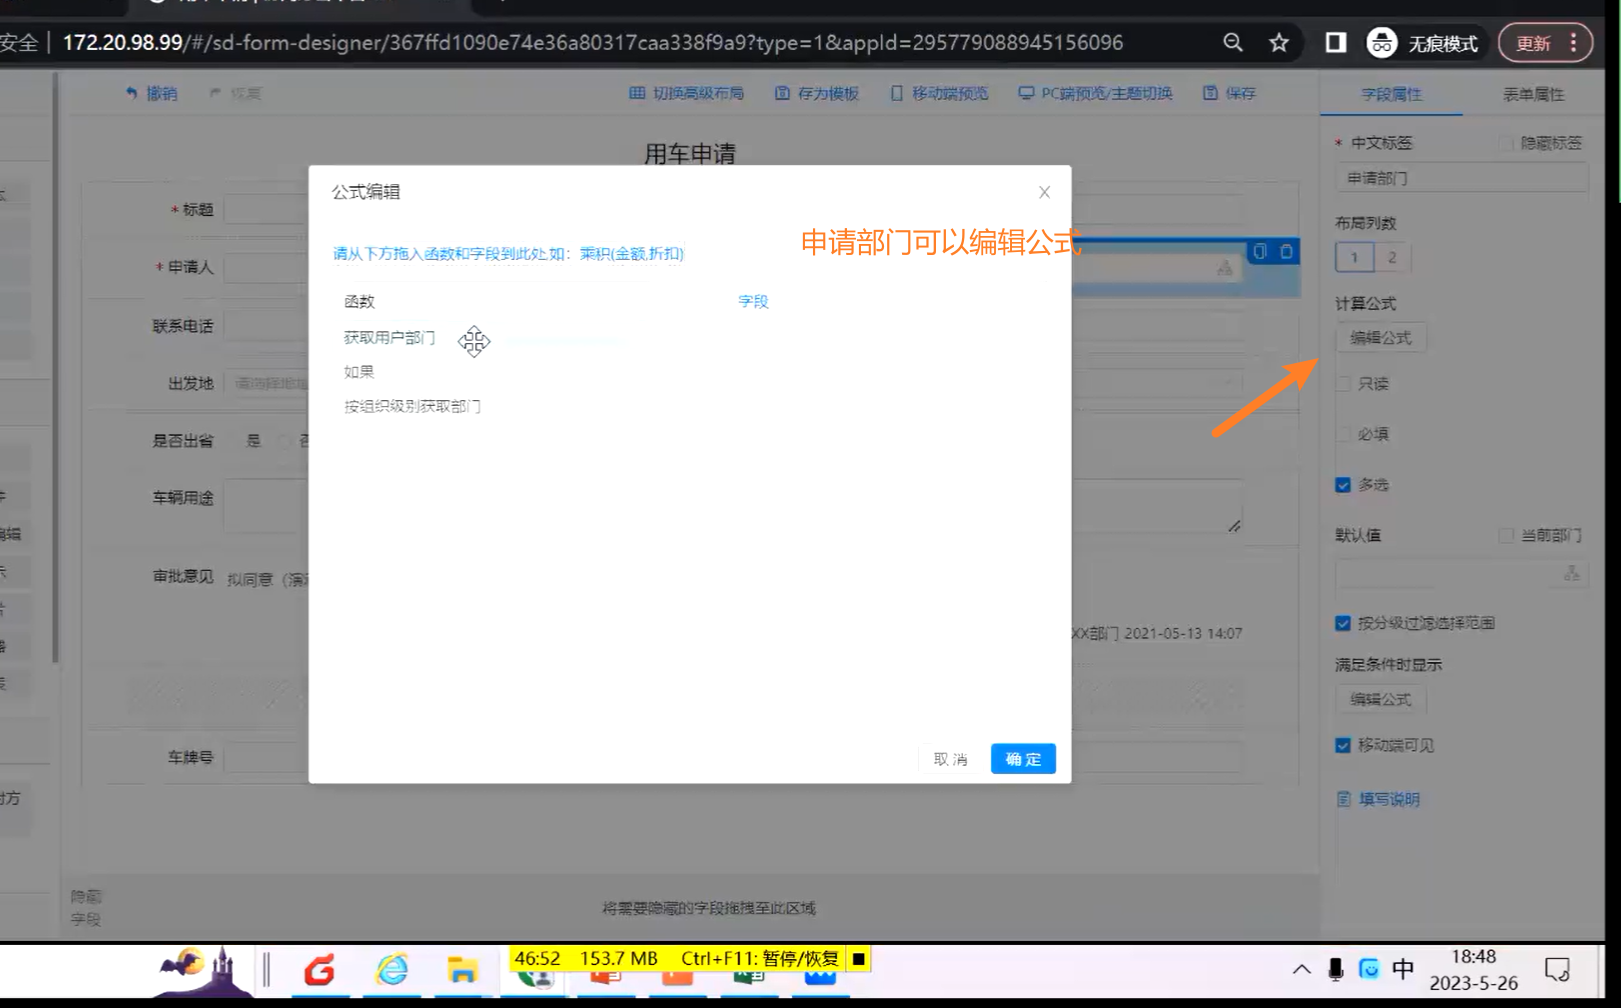 安全
172.20.98.99/#/sd-form-designer/367ffd1090e74e36a80317caa338f9a9?type=1&appId=295779088945156096
无痕模式
更新
撤销
恢复
切换高级布局
存为模板
移动端预览
PC端预览/主题切换
保存
字段属性
表单属性
用车申请
* 中文标签
隐藏标签
申请部门
公式编辑
* 标题
布局列数
申请部门可以编辑公式
请从下方拖入函数和字段到此处,如：乘积(金额,折扣)
* 申请人
1
2
函数
字段
计算公式
联系电话
获取用户部门
编辑公式
如果
出发地
只读
按组织级别获取部门
是否出省
是
必填
多选
车辆用途
编辑
默认值
当前部门
审批意见
拟同意
示
按分级过滤选择范围
XX部门 2021-05-13 14:07
满足条件时显示
编辑公式
移动端可见
车牌号
取 消
确 定
填写说明
隐藏
字段
将需要隐藏的字段拖拽至此区域
46:52
153.7 MB
Ctrl+F11: 暂停/恢复
中
18:48
2023-5-26